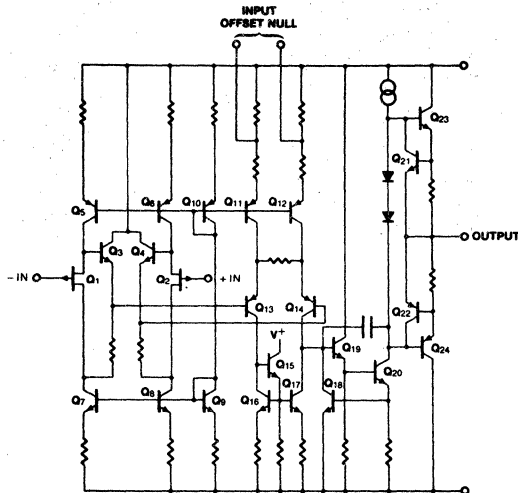 INPUT
OFFSET NULL
Q23
Q21
Q5
Q6
Q10
Q11
Q12
Q3
Q4
OUTPUT
– IN
Q1
Q2
+ IN
Q13
Q14
Q22
V+
Q19
Q24
Q15
Q20
Q7
Q8
Q9
Q16
Q17
Q18